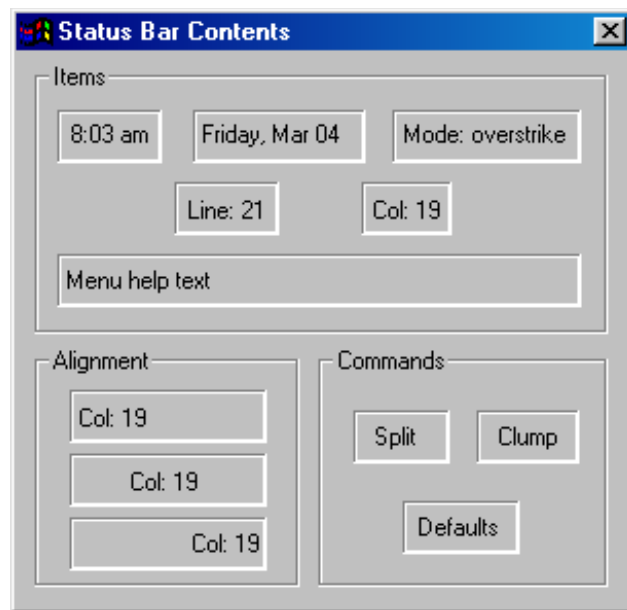 Status Bar Contents
Items
8:03 am Friday, Mar 04 Mode: overstrike
Line: 21 Col: 19
Menu help text
Alignment
Col: 19
Col: 19
Col: 19
Commands
Split Clump
Defaults